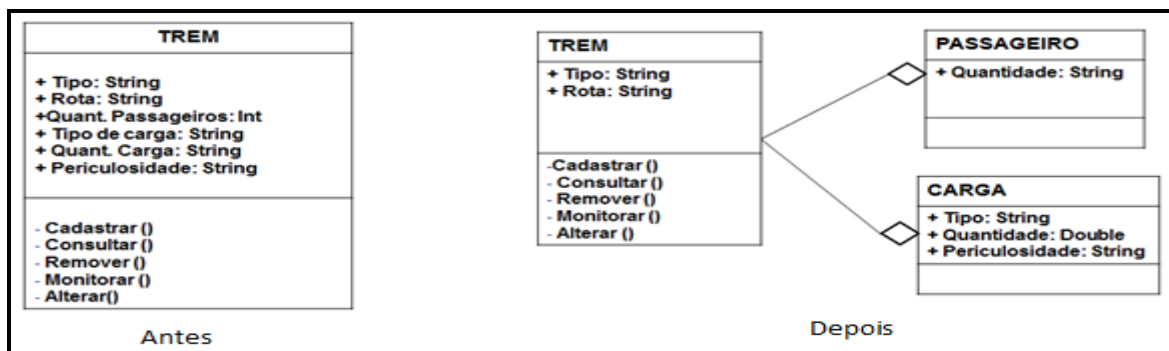 TREM
+ Tipo: String
+ Rota: String
+Quant. Passageiros: Int
+ Tipo de carga: String
+ Quant. Carga: String
+ Periculosidade: String
- Cadastrar ()
- Consultar ()
- Remover ()
- Monitorar ()
- Alterar()
Antes
TREM
+ Tipo: String
+ Rota: String
-Cadastrar ()
- Consultar ()
- Remover ()
- Monitorar ()
- Alterar ()
PASSAGEIRO
+ Quantidade: String
CARGA
+ Tipo: String
+ Quantidade: Double
+ Periculosidade: String
Depois